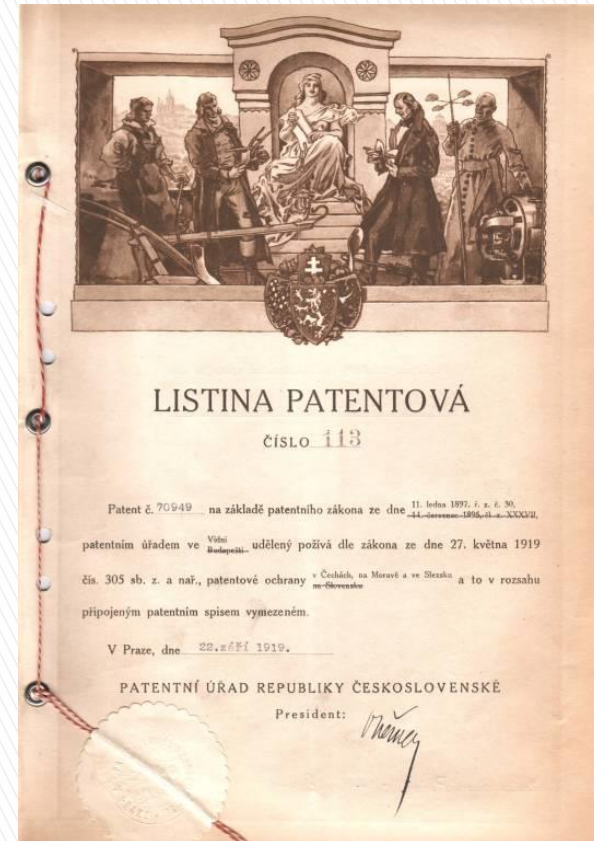 LISTINA PATENTOVÁ
ČÍSLO 113
Patent č. 70949 na základě patentního zákona ze dne 11. ledna 1897, ř. z. č. 30, 14. července 1895, čl. z. XXXVII,
patentním úřadem ve Vídni Budapešti udělený požívá dle zákona ze dne 27. května 1919
čís. 305 sb. z. a nař., patentové ochrany v Čechách, na Moravě a ve Slezsku na Slovensku a to v rozsahu
připojeným patentním spisem vymezeném.
V Praze, dne 22.září 1919.
PATENTNÍ ÚŘAD REPUBLIKY ČESKOSLOVENSKÉ
President: